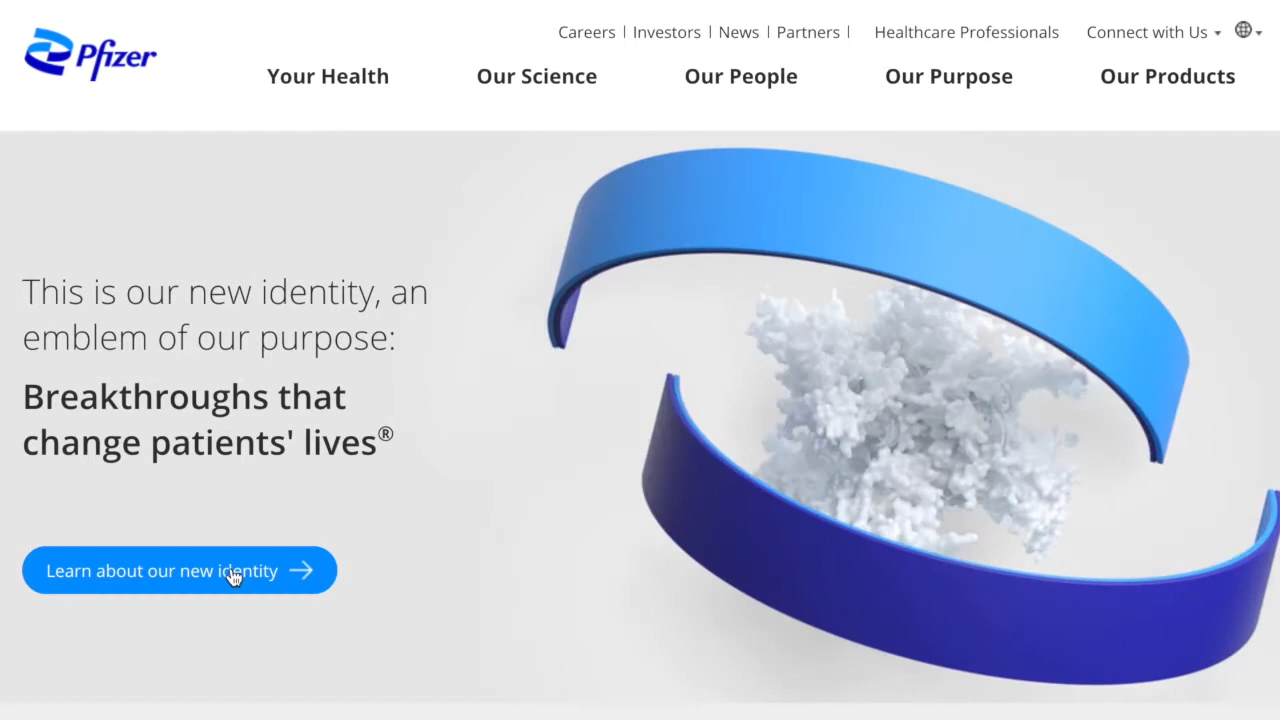 Careers | Investors | News | Partners | Healthcare Professionals Connect with Us
Pfizer
Your Health Our Science Our People Our Purpose Our Products
This is our new identity, an
emblem of our purpose:
Breakthroughs that
change patients' lives®
Learn about our new identity